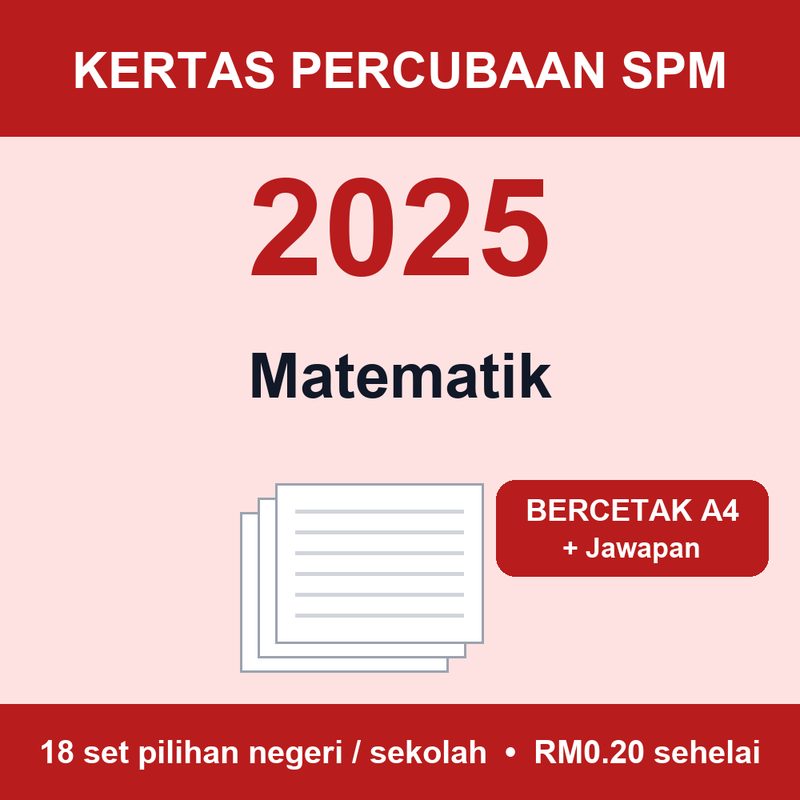 KERTAS PERCUBAAN SPM
2025
Matematik
BERCETAK A4
+ Jawapan
18 set pilihan negeri / sekolah • RM0.20 sehelai